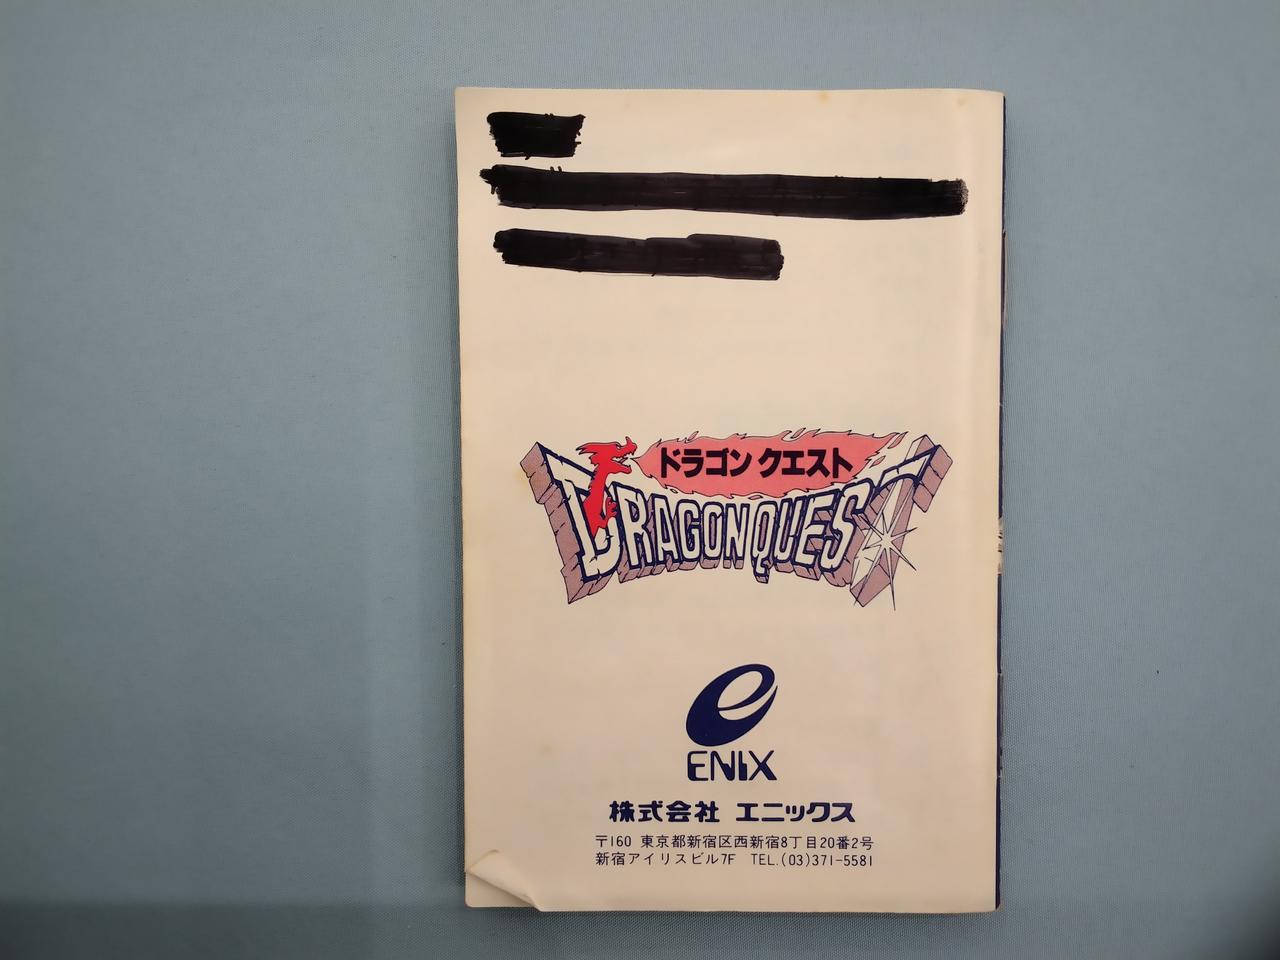 ドラゴン クエスト
DRAGON QUEST
ENIX
株式会社 エニックス
〒160 東京都新宿区西新宿8丁目20番2号
新宿アイリスビル7F TEL.(03)371-5581